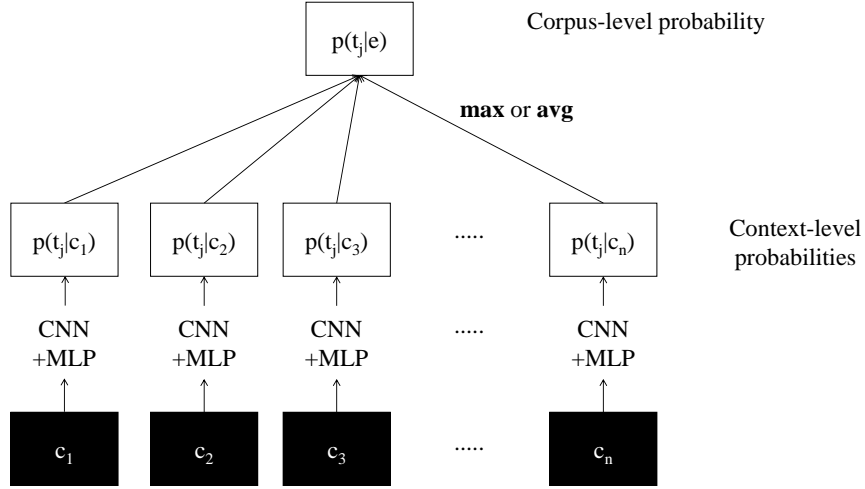 Corpus-level probability
p(t_j|e)
max or avg
p(t_j|c_1) p(t_j|c_2) p(t_j|c_3) ..... p(t_j|c_n)
Context-level
probabilities
CNN CNN CNN ..... CNN
+MLP +MLP +MLP +MLP
c_1 c_2 c_3 ..... c_n